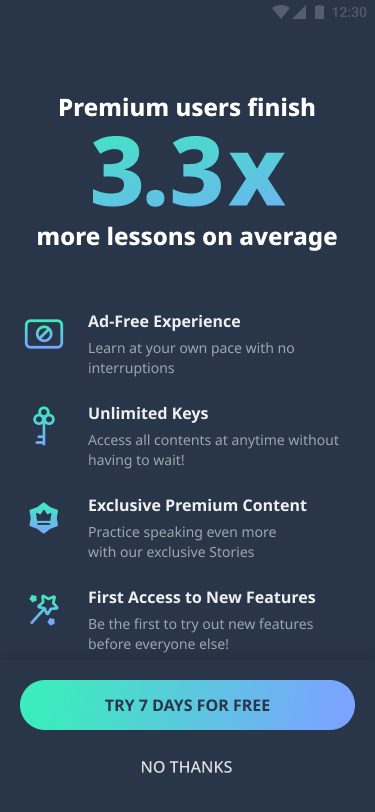 12:30
Premium users finish
3.3x
more lessons on average
Ad-Free Experience
Learn at your own pace with no
interruptions
Unlimited Keys
Access all contents at anytime without
having to wait!
Exclusive Premium Content
Practice speaking even more
with our exclusive Stories
First Access to New Features
Be the first to try out new features
before everyone else!
TRY 7 DAYS FOR FREE
NO THANKS